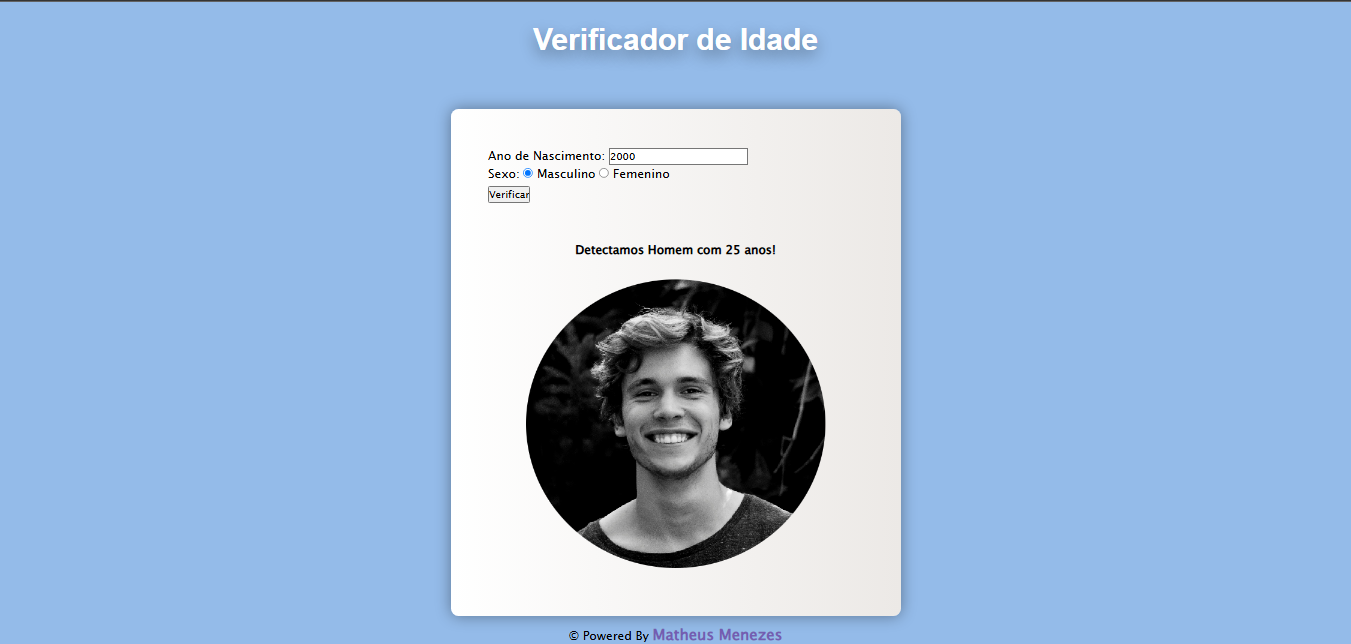 Verificador de Idade
Ano de Nascimento: 2000
Sexo: Masculino Femenino
Verificar
Detectamos Homem com 25 anos!
© Powered By Matheus Menezes